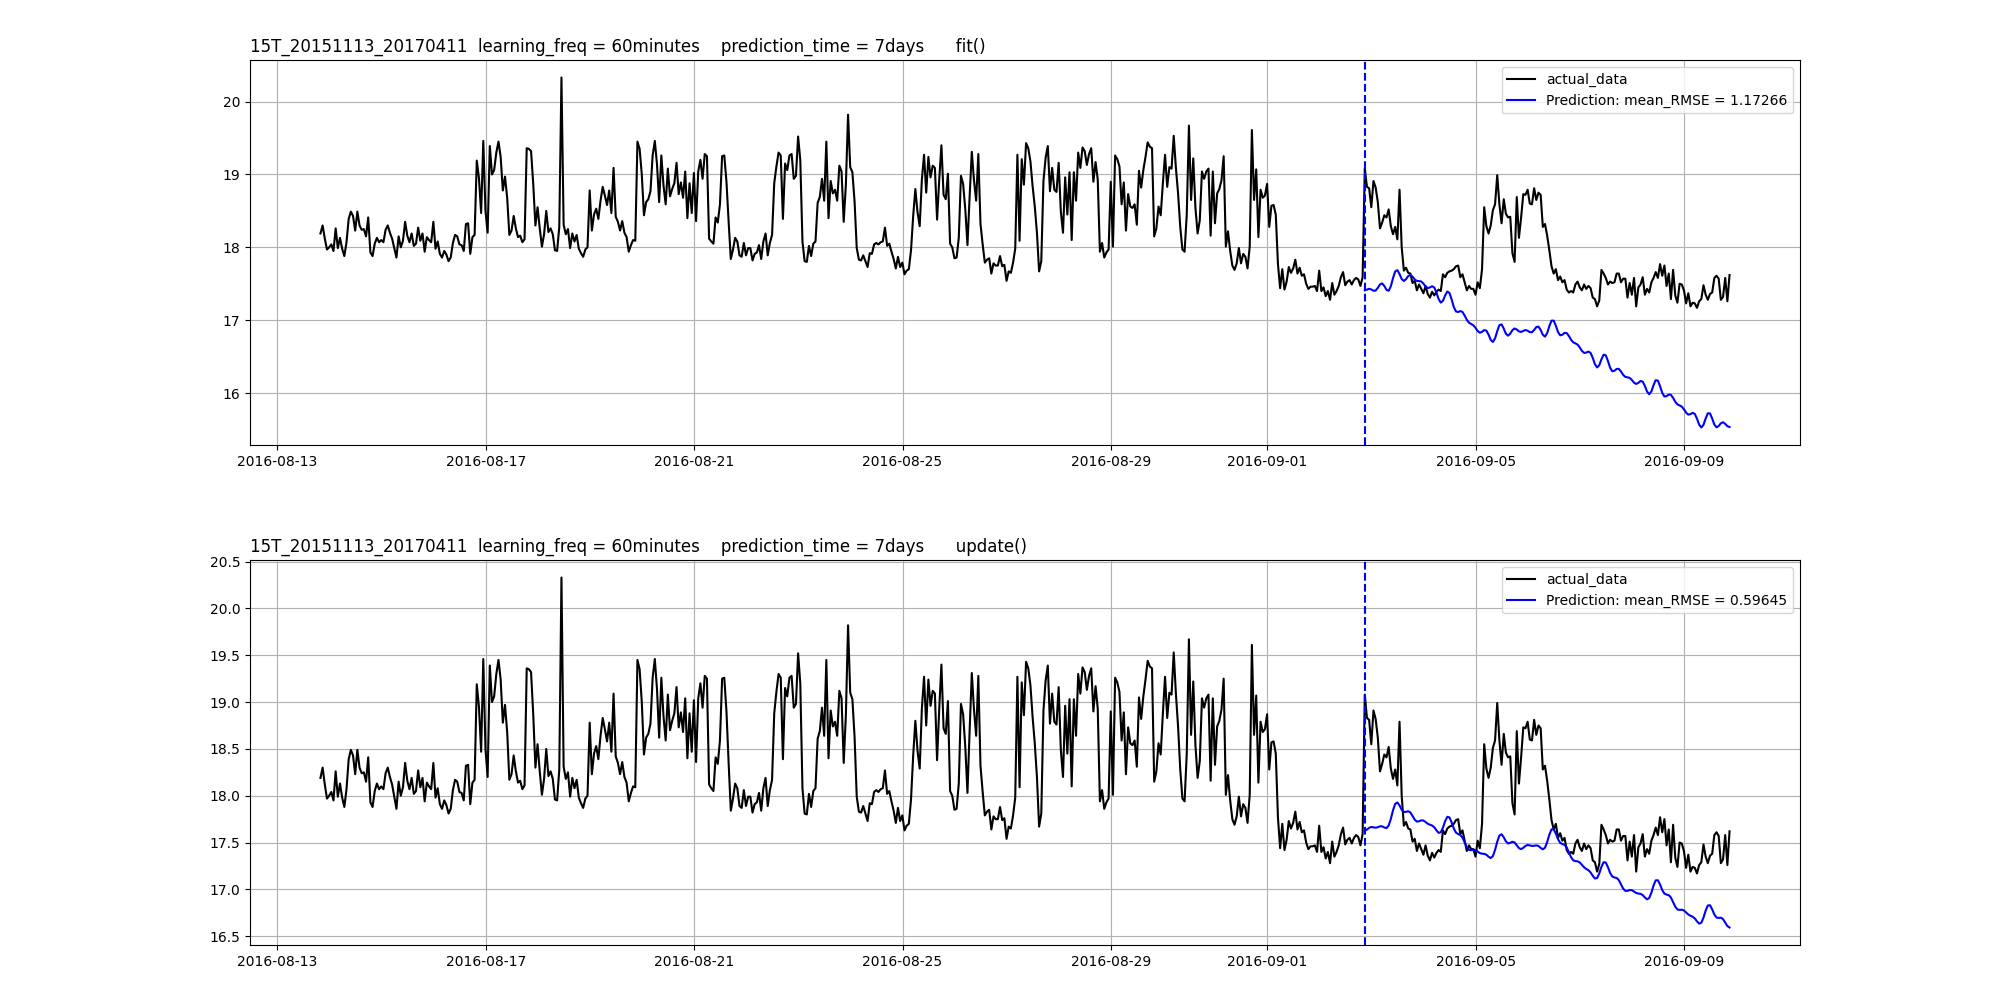 15T_20151113_20170411  learning_freq = 60minutes    prediction_time = 7days      fit()
actual_data
Prediction: mean_RMSE = 1.17266
20
19
18
17
16
2016-08-13 2016-08-17 2016-08-21 2016-08-25 2016-08-29 2016-09-01 2016-09-05 2016-09-09
15T_20151113_20170411  learning_freq = 60minutes    prediction_time = 7days      update()
20.5
actual_data
Prediction: mean_RMSE = 0.59645
20.0
19.5
19.0
18.5
18.0
17.5
17.0
16.5
2016-08-13 2016-08-17 2016-08-21 2016-08-25 2016-08-29 2016-09-01 2016-09-05 2016-09-09